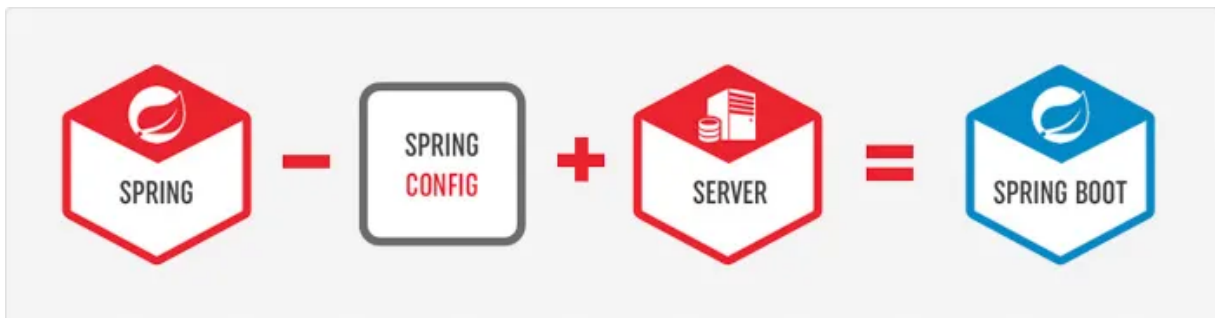 SPRING
SPRING
CONFIG
SERVER
SPRING BOOT